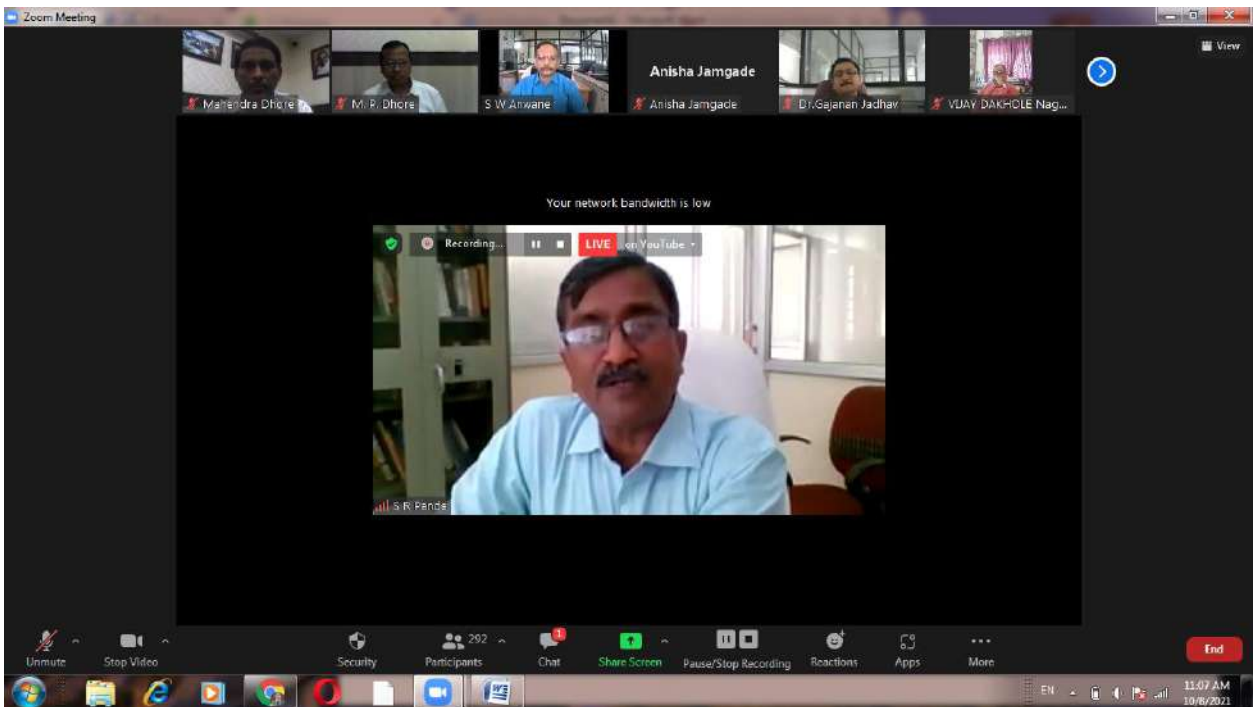 Zoom Meeting
View
Mahendra Dhore
M. P. Dhore
S W Anwane
Anisha Jamgade
Anisha Jamgade
Dr.Gajanan Jadhav
VIJAY DAKHOLE Nag...
Your network bandwidth is low
Recording...
LIVE on YouTube
S R Pande
Unmute
Stop Video
Security
292
Participants
1
Chat
Share Screen
Pause/Stop Recording
Reactions
Apps
More
End
EN
11:07 AM
10/8/2021